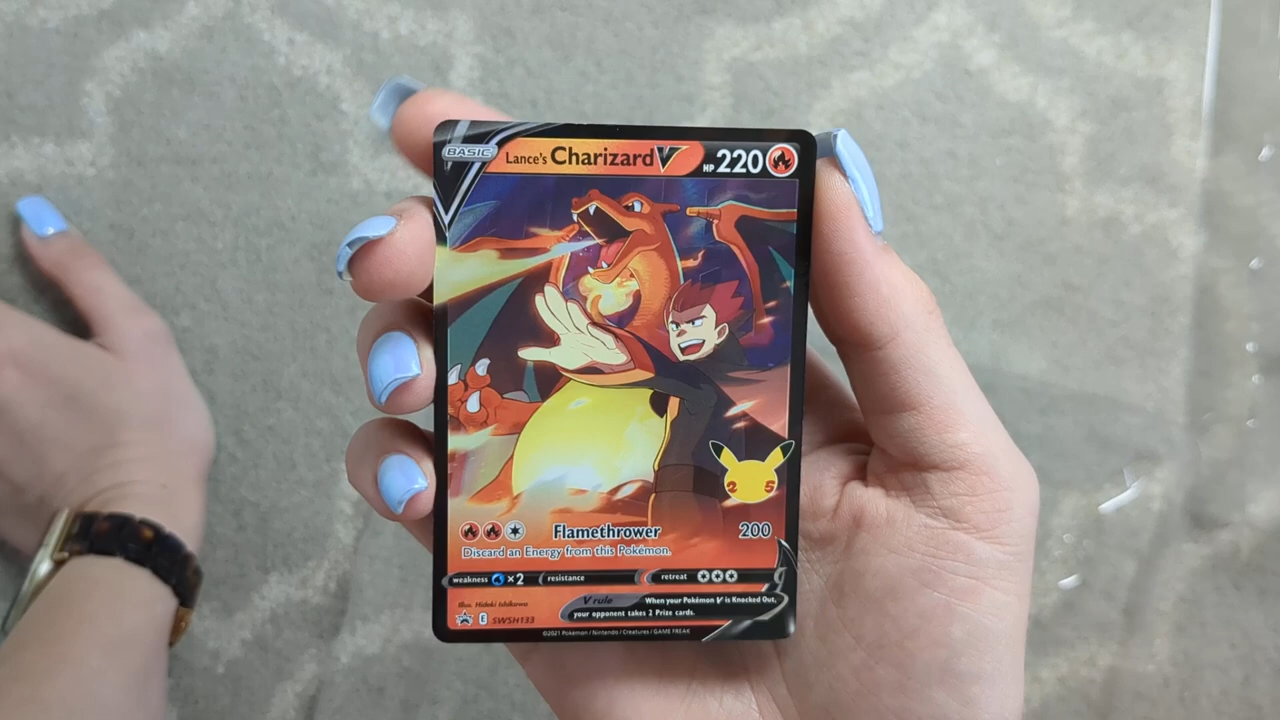 BASIC Lance's Charizard V HP 220
25
Flamethrower 200
Discard an Energy from this Pokémon.
weakness ×2 resistance retreat
V rule When your Pokémon V is Knocked Out,
your opponent takes 2 Prize cards.
Illus. Hideki Ishikawa
E SWSH133
©2021 Pokémon / Nintendo / Creatures / GAME FREAK